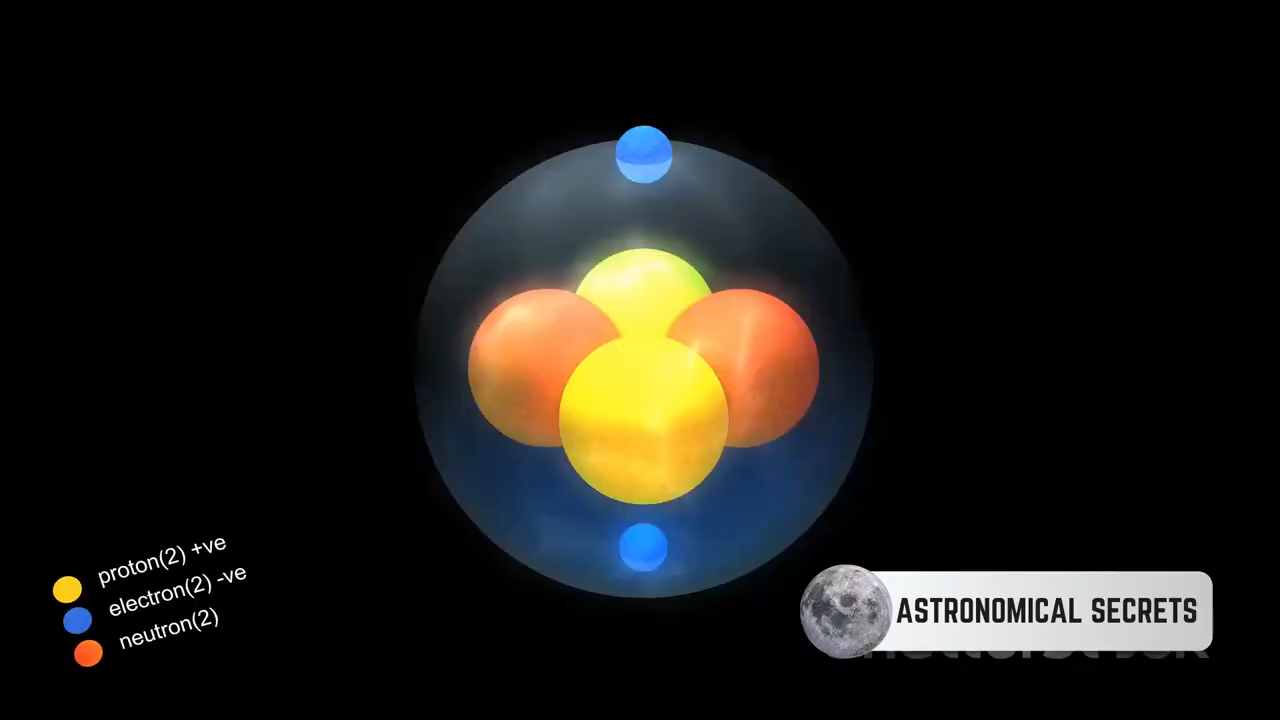 proton(2) +ve
electron(2) -ve
neutron(2)
ASTRONOMICAL SECRETS